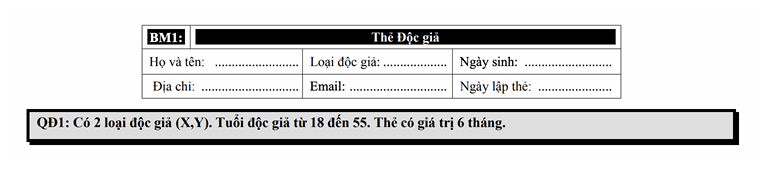 BM1: Thẻ Độc giả
Họ và tên: .......................... Loại độc giả: .................... Ngày sinh: ...........................
Địa chỉ: .............................. Email: .............................. Ngày lập thẻ: .......................
QĐ1: Có 2 loại độc giả (X,Y). Tuổi độc giả từ 18 đến 55. Thẻ có giá trị 6 tháng.